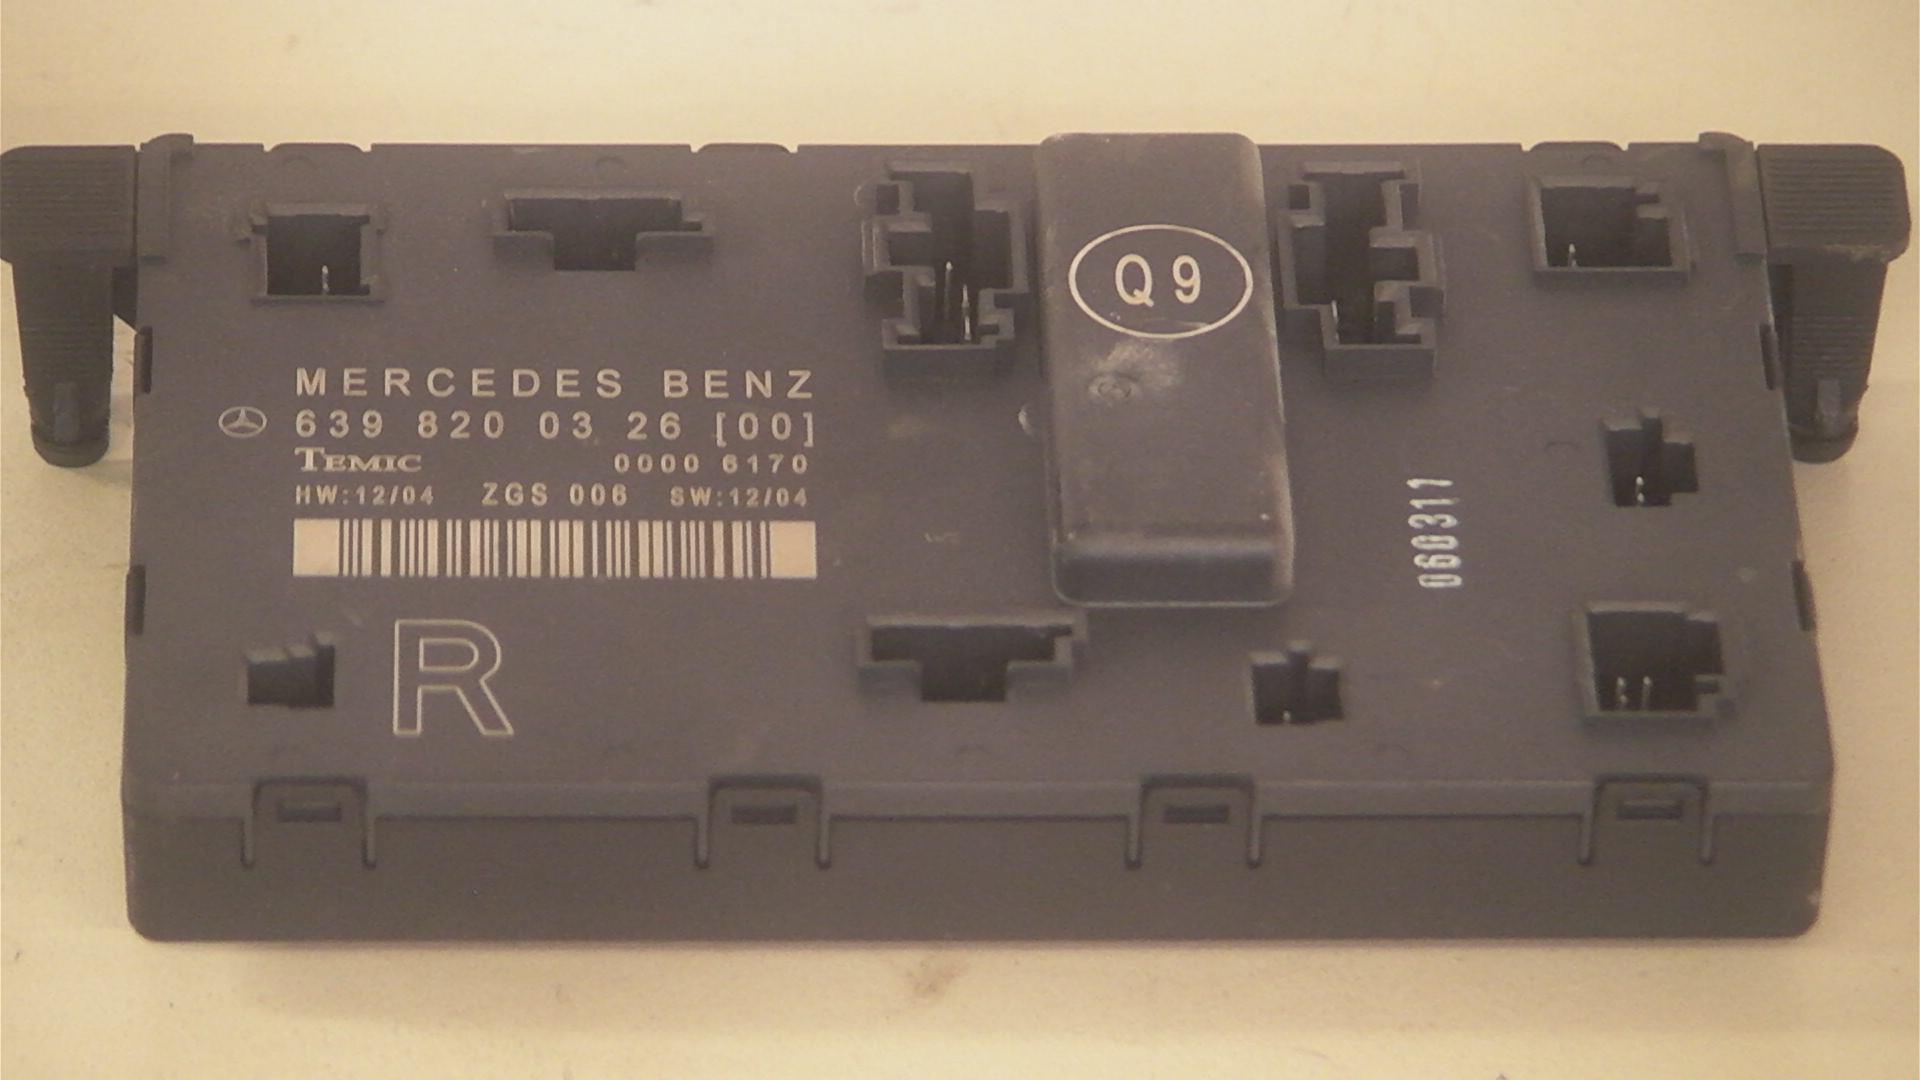 Q9
MERCEDES BENZ
639 820 03 26 [00]
TEMIC 0000 6170
HW:12/04 ZGS 006 SW:12/04
060317
R